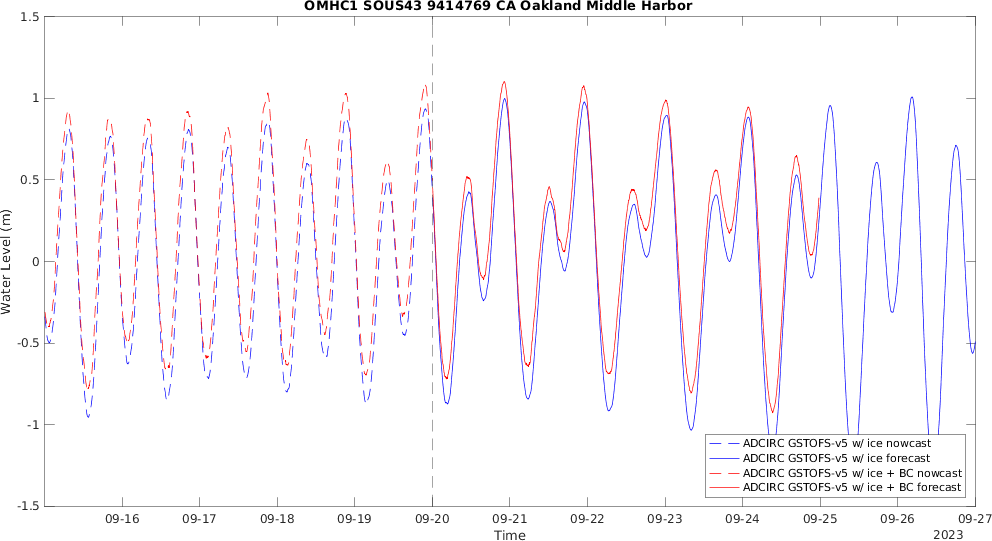 OMHC1 SOUS43 9414769 CA Oakland Middle Harbor
1.5
1
0.5
0
-0.5
-1
-1.5
Water Level (m)
ADCIRC GSTOFS-v5 w/ ice nowcast
ADCIRC GSTOFS-v5 w/ ice forecast
ADCIRC GSTOFS-v5 w/ ice + BC nowcast
ADCIRC GSTOFS-v5 w/ ice + BC forecast
09-16 09-17 09-18 09-19 09-20 09-21 09-22 09-23 09-24 09-25 09-26 09-27
Time
2023